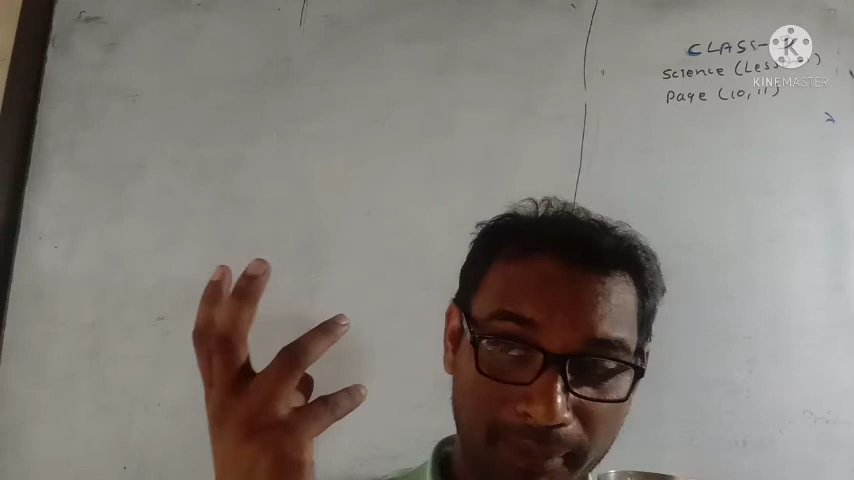 CLASS-
Science (Less
Page (10, 11)
KINEMASTER